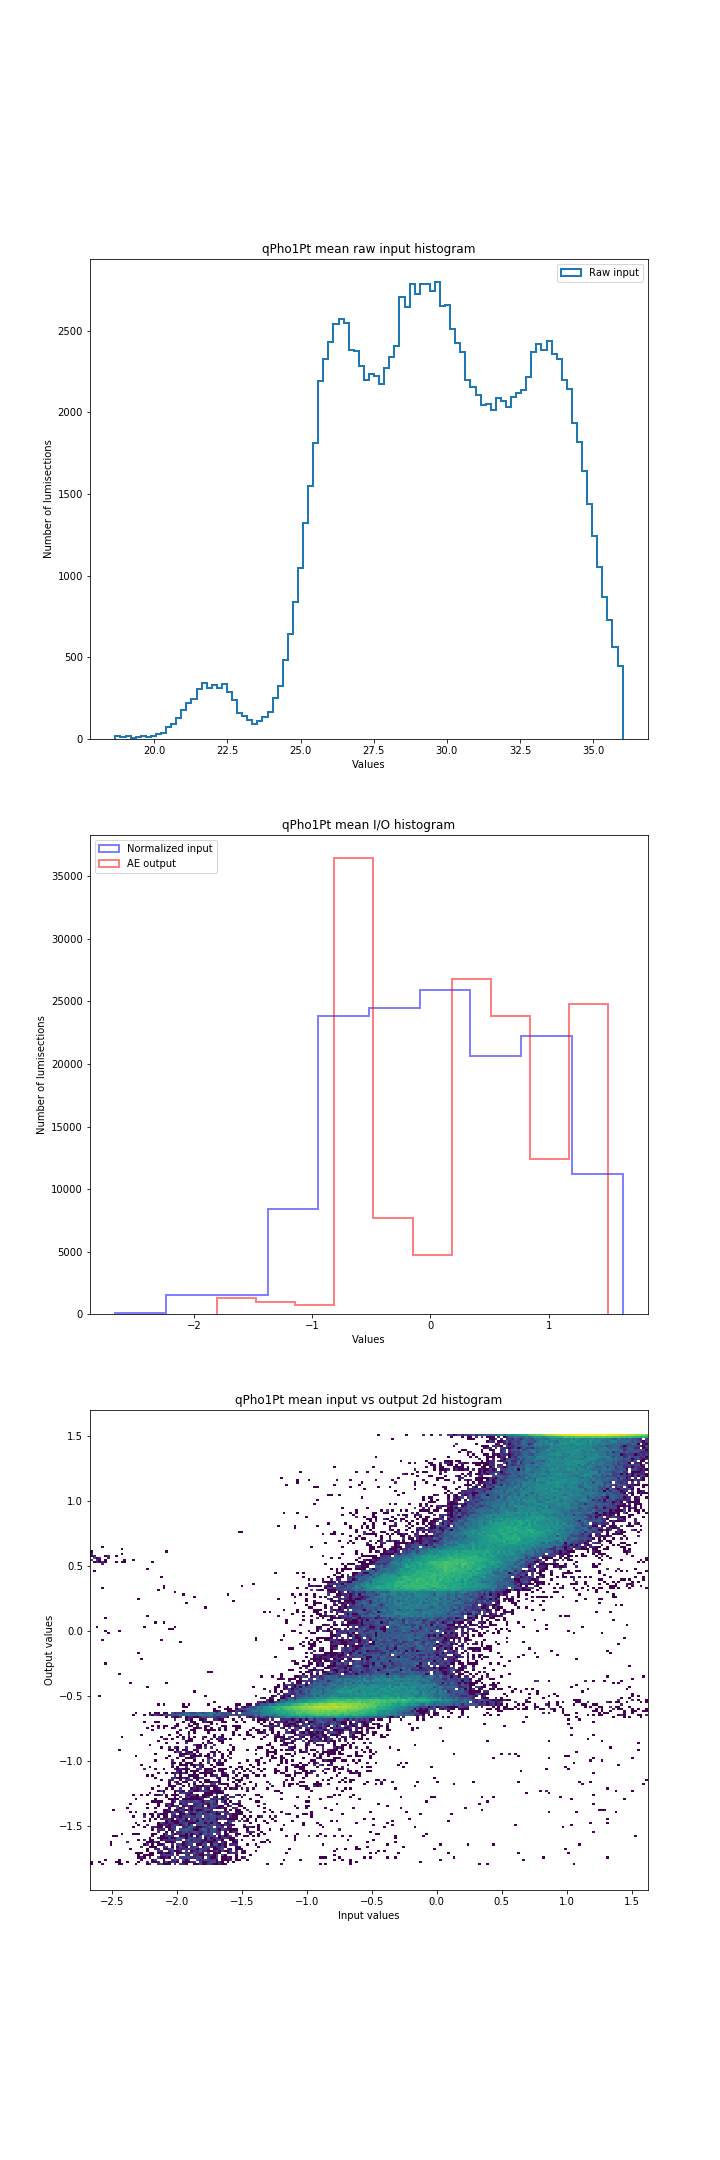 qPho1Pt mean raw input histogram
Raw input
2500
2000
1500
1000
500
0
Number of lumisections
20.0 22.5 25.0 27.5 30.0 32.5 35.0
Values
qPho1Pt mean I/O histogram
Normalized input
AE output
35000
30000
25000
20000
15000
10000
5000
0
Number of lumisections
−2 −1 0 1
Values
qPho1Pt mean input vs output 2d histogram
1.5
1.0
0.5
0.0
−0.5
−1.0
−1.5
Output values
−2.5 −2.0 −1.5 −1.0 −0.5 0.0 0.5 1.0 1.5
Input values